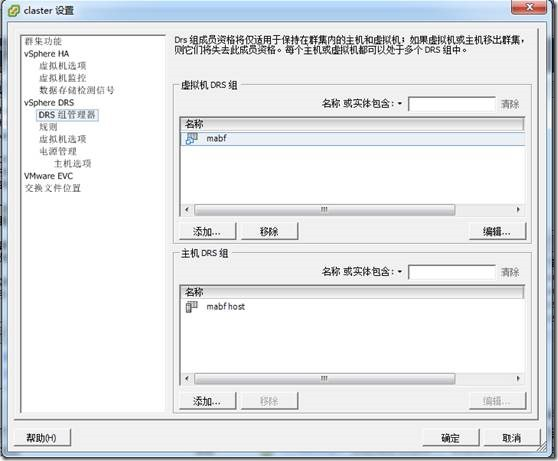 claster 设置
群集功能
vSphere HA
虚拟机选项
虚拟机监控
数据存储检测信号
vSphere DRS
DRS 组管理器
规则
虚拟机选项
电源管理
主机选项
VMware EVC
交换文件位置
Drs 组成员资格将仅适用于保持在群集内的主机和虚拟机；如果虚拟机或主机移出群集，
则它们将失去此成员资格。每个主机或虚拟机都可以处于多个 DRS 组中。
虚拟机 DRS 组
名称 或实体包含： 清除
名称
mabf
添加... 移除 编辑...
主机 DRS 组
名称 或实体包含： 清除
名称
mabf host
添加... 移除 编辑...
帮助(H) 确定 取消